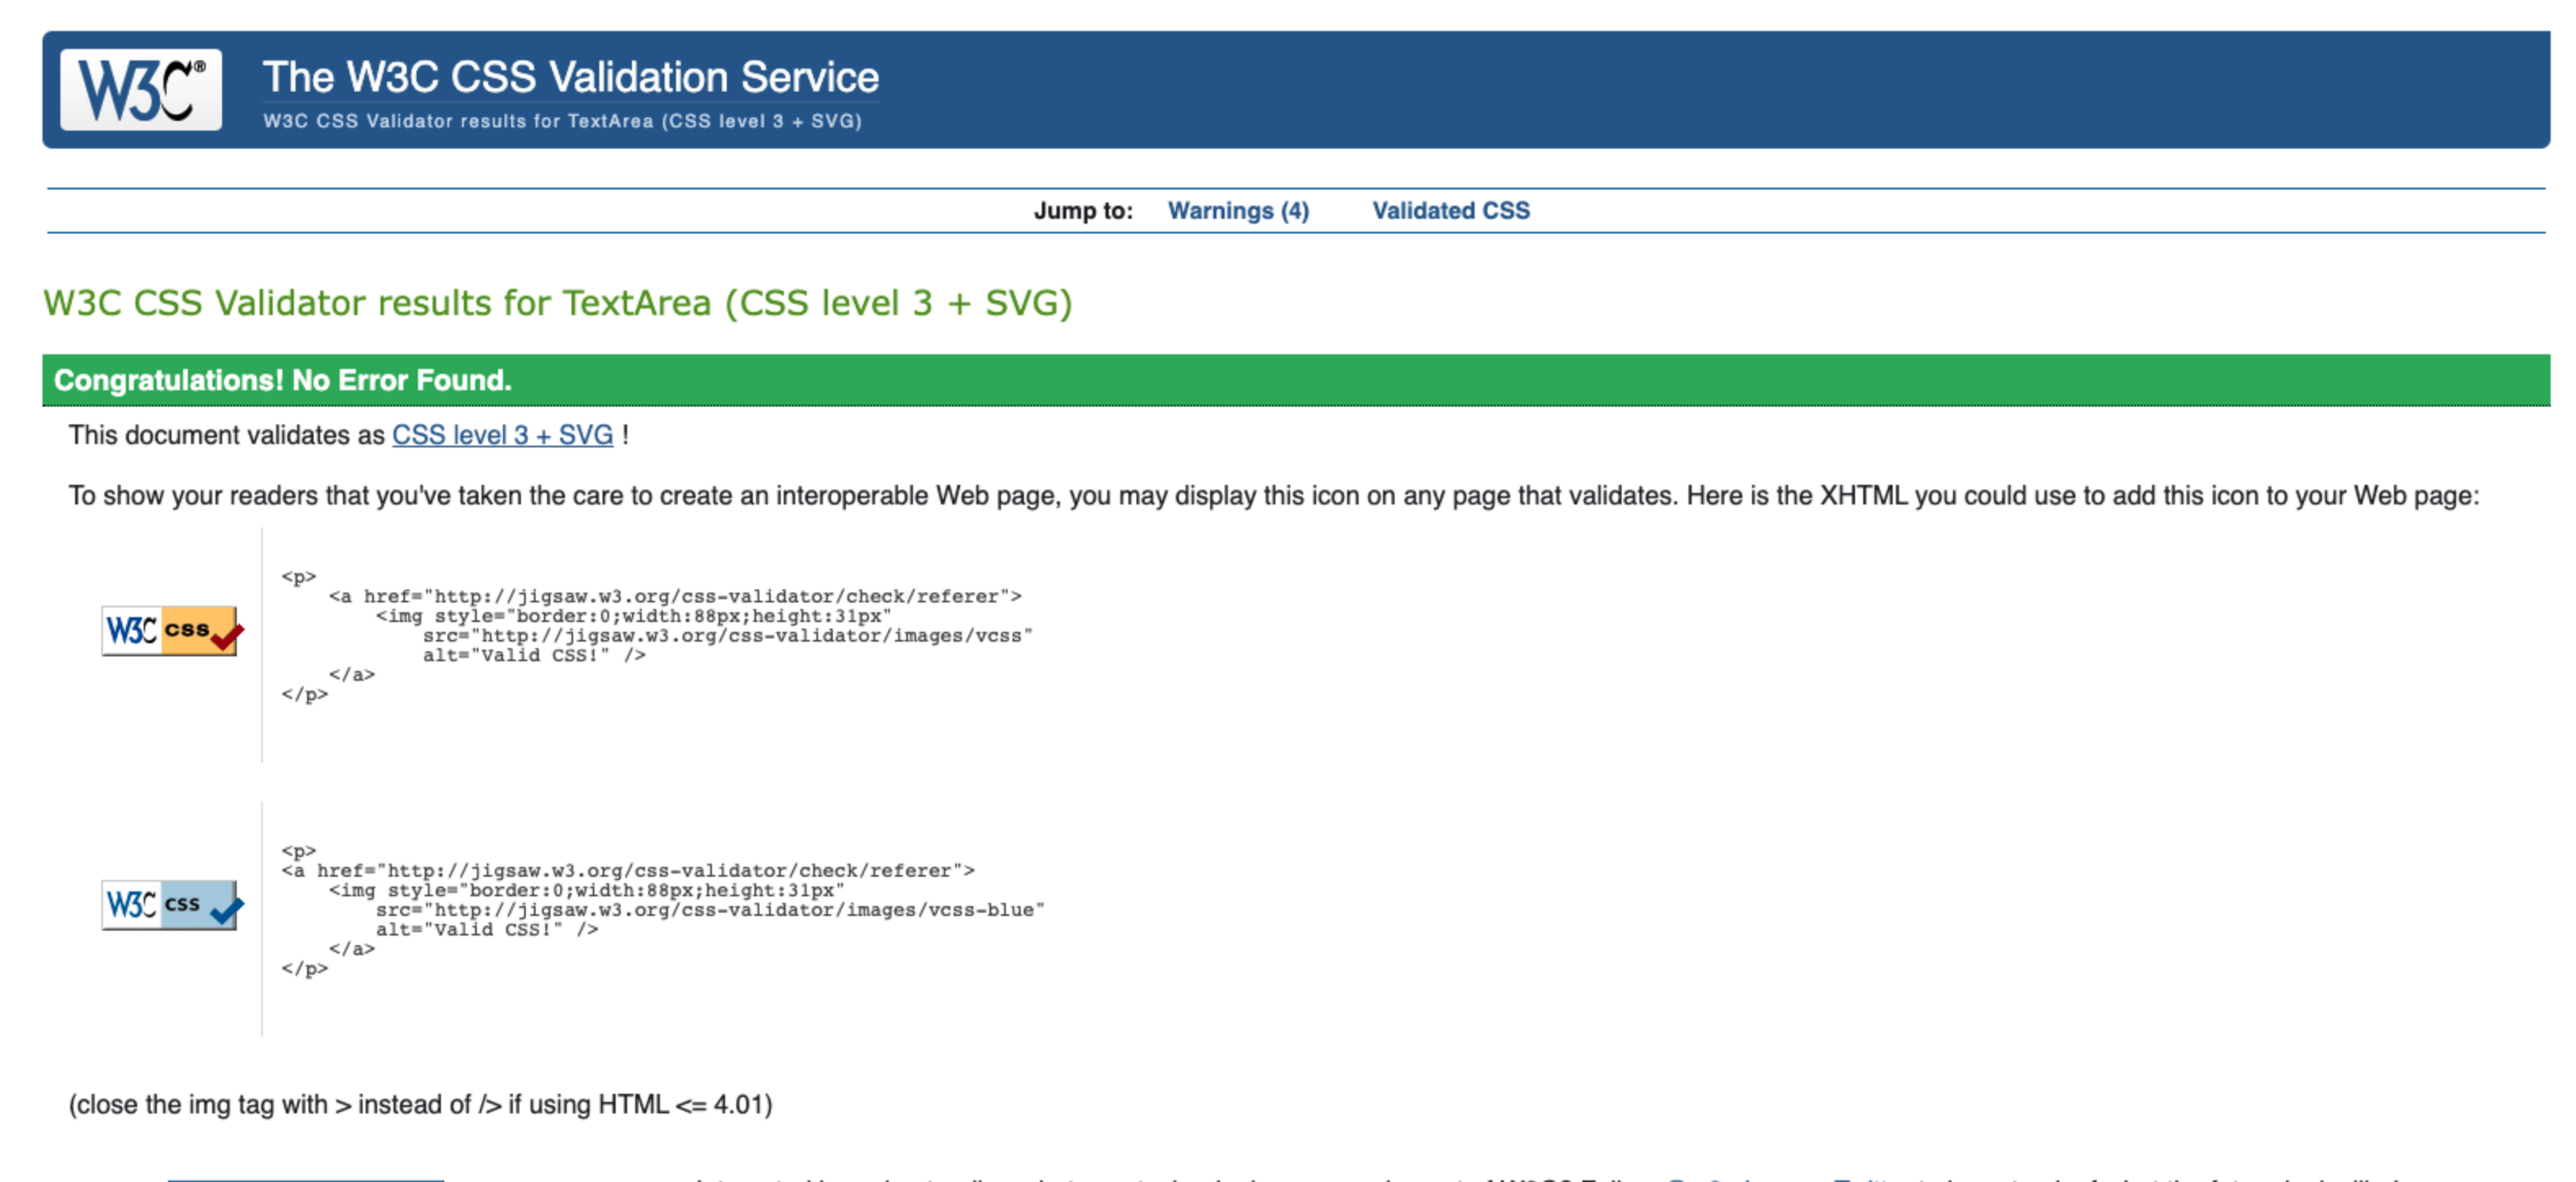 W3C®
The W3C CSS Validation Service
W3C CSS Validator results for TextArea (CSS level 3 + SVG)
Jump to: Warnings (4) Validated CSS
W3C CSS Validator results for TextArea (CSS level 3 + SVG)
Congratulations! No Error Found.
This document validates as CSS level 3 + SVG !
To show your readers that you've taken the care to create an interoperable Web page, you may display this icon on any page that validates. Here is the XHTML you could use to add this icon to your Web page:
W3C css
<p>
<a href="http://jigsaw.w3.org/css-validator/check/referer">
<img style="border:0;width:88px;height:31px"
src="http://jigsaw.w3.org/css-validator/images/vcss"
alt="Valid CSS!" />
</a>
</p>
W3C css
<p>
<a href="http://jigsaw.w3.org/css-validator/check/referer">
<img style="border:0;width:88px;height:31px"
src="http://jigsaw.w3.org/css-validator/images/vcss-blue"
alt="Valid CSS!" />
</a>
</p>
(close the img tag with > instead of /> if using HTML <= 4.01)